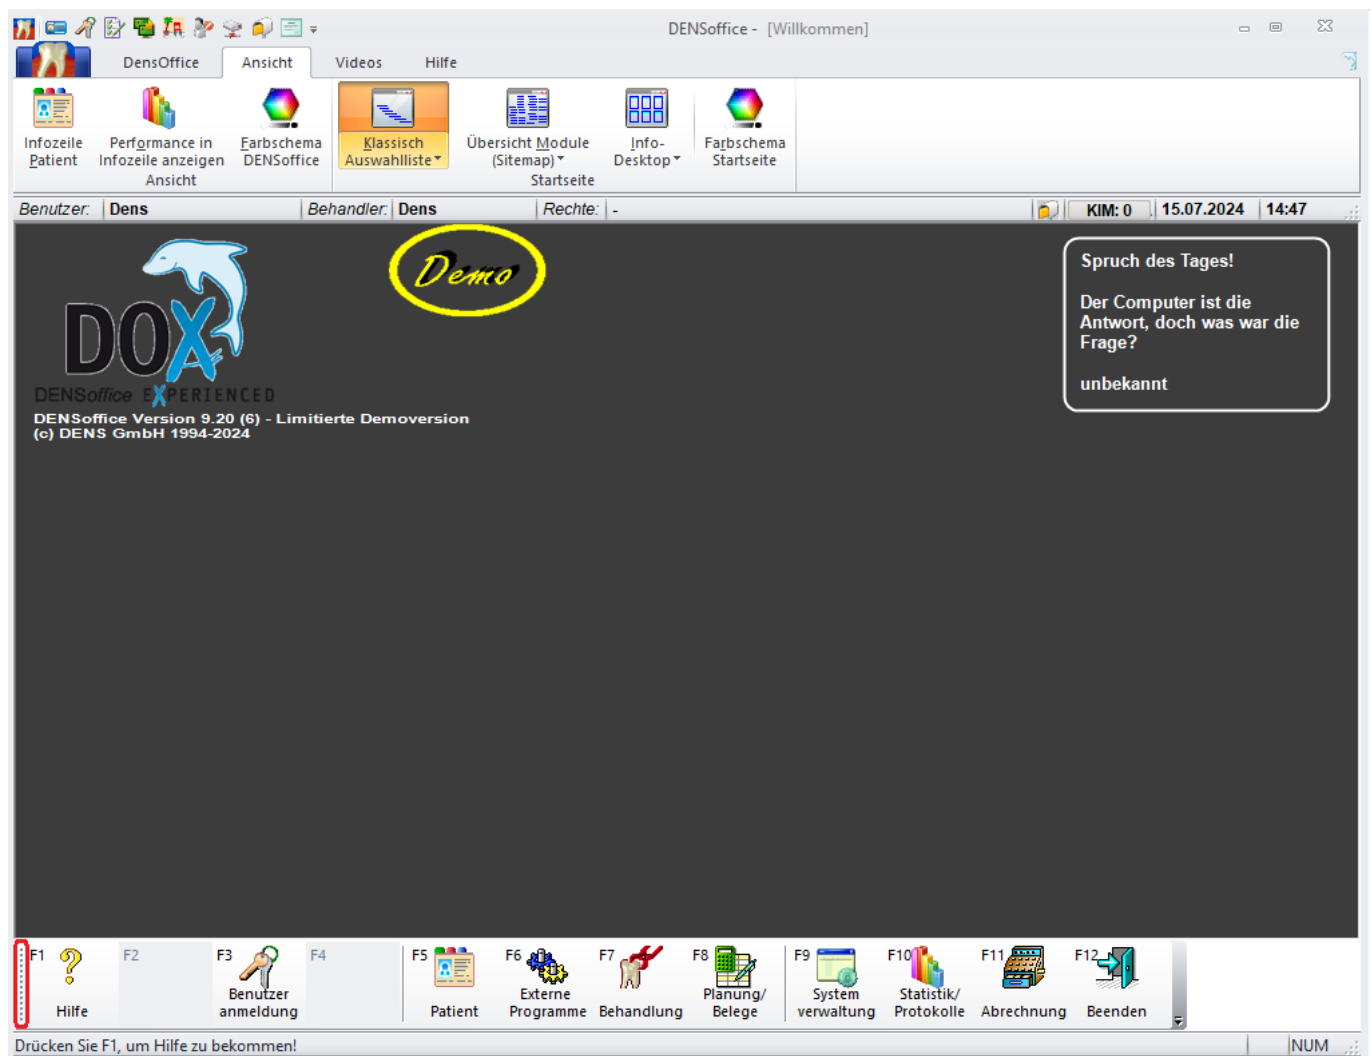 DENSoffice - [Willkommen]
DensOffice Ansicht Videos Hilfe
Infozeile Patient
Performance in Infozeile anzeigen
Farbschema DENSoffice
Klassisch Auswahlliste
Übersicht Module (Sitemap)
Info-Desktop
Farbschema Startseite
Ansicht
Startseite
Benutzer: Dens Behandler: Dens Rechte: - KIM: 0 15.07.2024 14:47
Demo
DOX
DENSoffice EXPERIENCED
DENSoffice Version 9.20 (6) - Limitierte Demoversion
(c) DENS GmbH 1994-2024
Spruch des Tages!
Der Computer ist die
Antwort, doch was war die
Frage?
unbekannt
F1 Hilfe
F2
F3 Benutzer anmeldung
F4
F5 Patient
F6 Externe Programme
F7 Behandlung
F8 Planung/ Belege
F9 System verwaltung
F10 Statistik/ Protokolle
F11 Abrechnung
F12 Beenden
Drücken Sie F1, um Hilfe zu bekommen! NUM